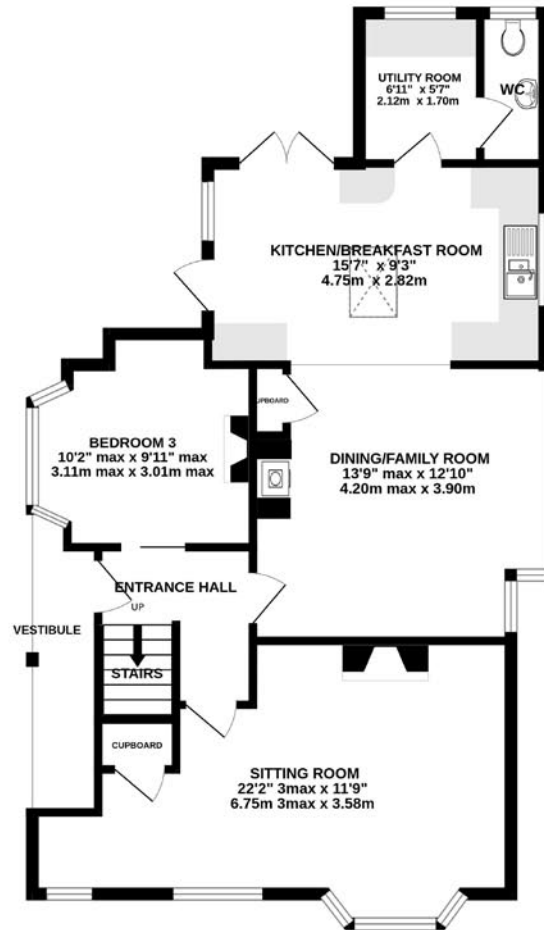 UTILITY ROOM
6'11" x 5'7"
2.12m x 1.70m
WC
KITCHEN/BREAKFAST ROOM
15'7" x 9'3"
4.75m x 2.82m
UPBOARD
BEDROOM 3
10'2" max x 9'11" max
3.11m max x 3.01m max
DINING/FAMILY ROOM
13'9" max x 12'10"
4.20m max x 3.90m
ENTRANCE HALL
UP
VESTIBULE
STAIRS
CUPBOARD
SITTING ROOM
22'2" 3max x 11'9"
6.75m 3max x 3.58m